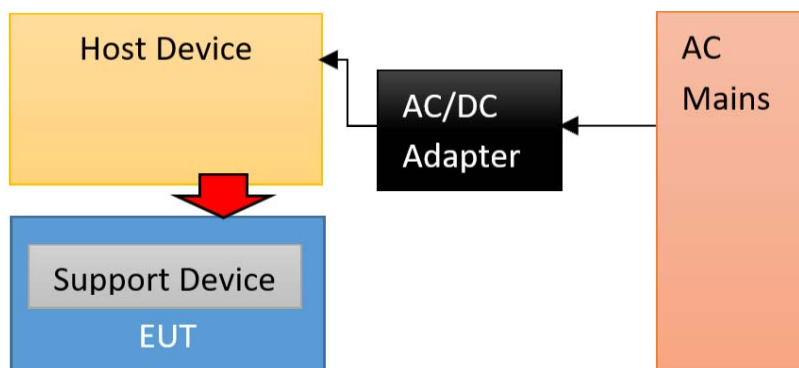 Host Device
AC/DC
Adapter
AC
Mains
Support Device
EUT